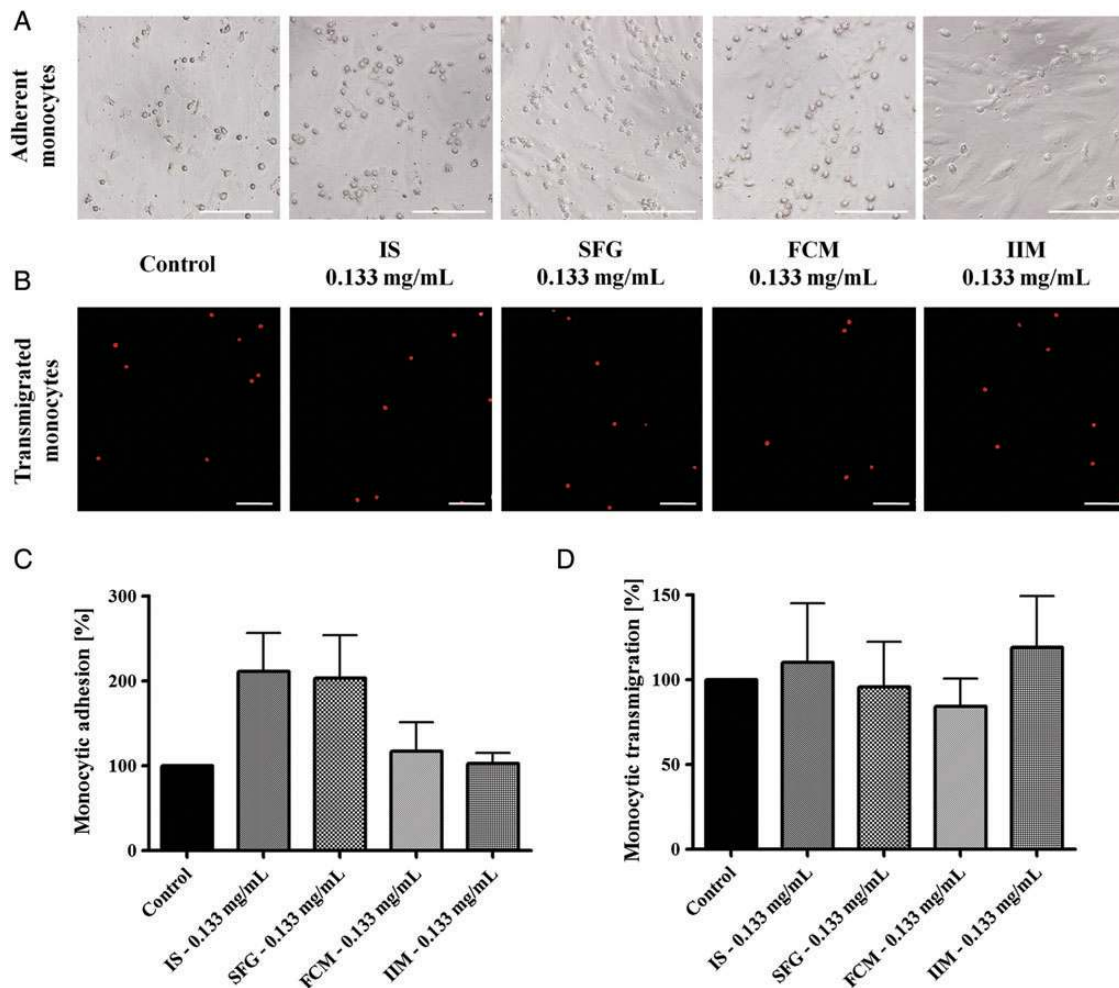 A
Adherent
monocytes
Control
IS
0.133 mg/mL
SFG
0.133 mg/mL
FCM
0.133 mg/mL
IIM
0.133 mg/mL
B
Transmigrated
monocytes
C
Monocytic adhesion [%]
300
200
100
0
Control
IS - 0.133 mg/mL
SFG - 0.133 mg/mL
FCM - 0.133 mg/mL
IIM - 0.133 mg/mL
D
Monocytic transmigration [%]
150
100
50
0
Control
IS - 0.133 mg/mL
SFG - 0.133 mg/mL
FCM - 0.133 mg/mL
IIM - 0.133 mg/mL